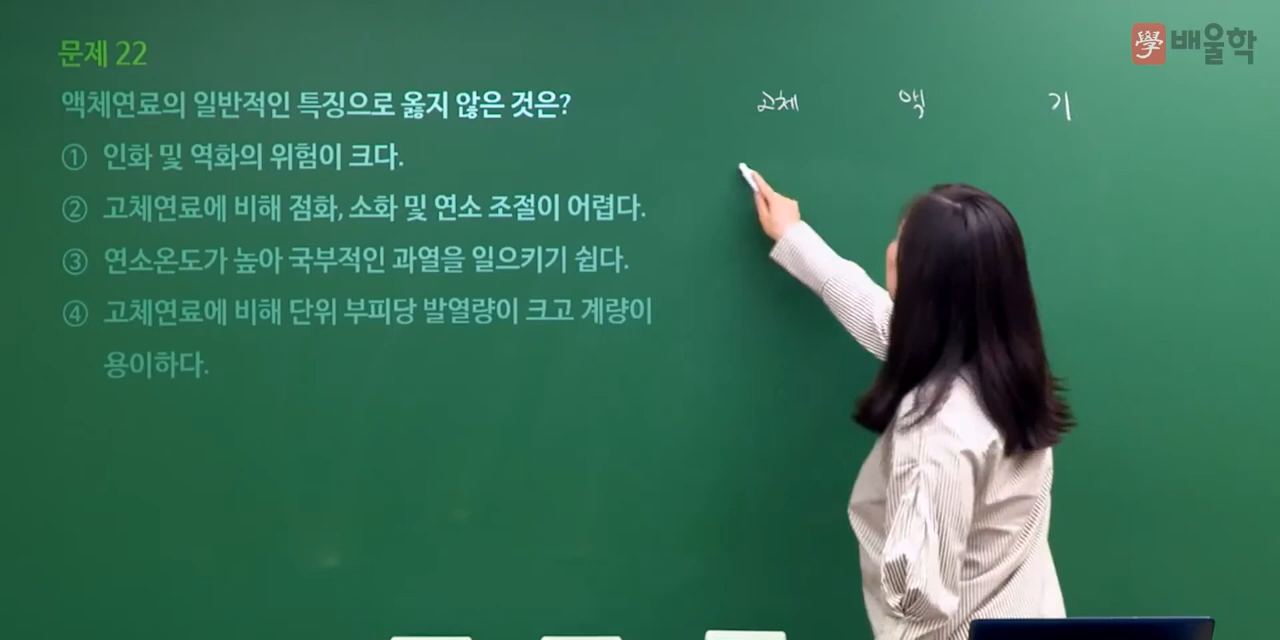 문제 22
액체연료의 일반적인 특징으로 옳지 않은 것은?
① 인화 및 역화의 위험이 크다.
② 고체연료에 비해 점화, 소화 및 연소 조절이 어렵다.
③ 연소온도가 높아 국부적인 과열을 일으키기 쉽다.
④ 고체연료에 비해 단위 부피당 발열량이 크고 계량이
용이하다.
고체 액 기
學 배울학